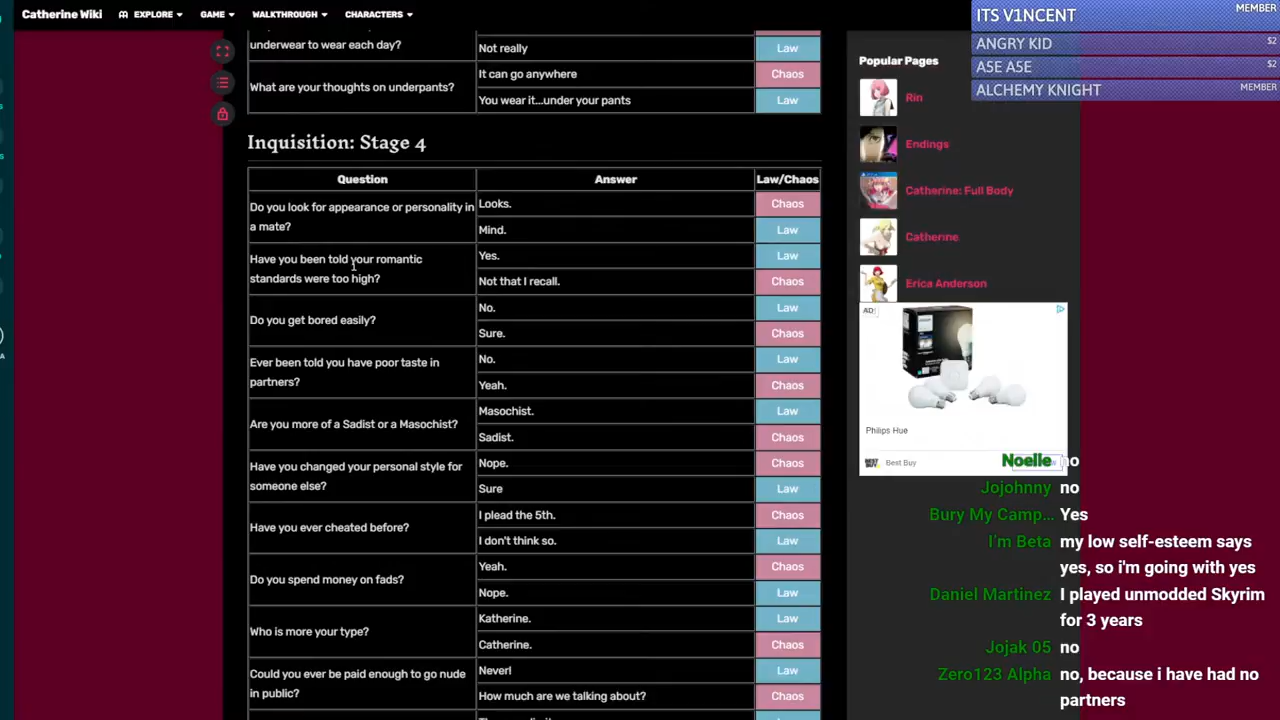 Catherine Wiki
EXPLORE
GAME
WALKTHROUGH
CHARACTERS
ITS V1NCENT
MEMBER
ANGRY KID
$2
A5E A5E
$2
ALCHEMY KNIGHT
MEMBER
underwear to wear each day?
Not really
Law
What are your thoughts on underpants?
It can go anywhere
Chaos
You wear it...under your pants
Law
Inquisition: Stage 4
Question
Answer
Law/Chaos
Do you look for appearance or personality in
a mate?
Looks.
Chaos
Mind.
Law
Have you been told your romantic
standards were too high?
Yes.
Law
Not that I recall.
Chaos
Do you get bored easily?
No.
Law
Sure.
Chaos
Ever been told you have poor taste in
partners?
No.
Law
Yeah.
Chaos
Are you more of a Sadist or a Masochist?
Masochist.
Law
Sadist.
Chaos
Have you changed your personal style for
someone else?
Nope.
Chaos
Sure
Law
Have you ever cheated before?
I plead the 5th.
Chaos
I don't think so.
Law
Do you spend money on fads?
Yeah.
Chaos
Nope.
Law
Who is more your type?
Katherine.
Law
Catherine.
Chaos
Could you ever be paid enough to go nude
in public?
Never!
Law
How much are we talking about?
Chaos
Popular Pages
Rin
Endings
Catherine: Full Body
Catherine
Erica Anderson
AD
Philips Hue
BEST BUY
Best Buy
Noelle no
Jojohnny no
Bury My Camp... Yes
I'm Beta my low self-esteem says
yes, so i'm going with yes
Daniel Martinez I played unmodded Skyrim
for 3 years
Jojak 05 no
Zero123 Alpha no, because i have had no
partners